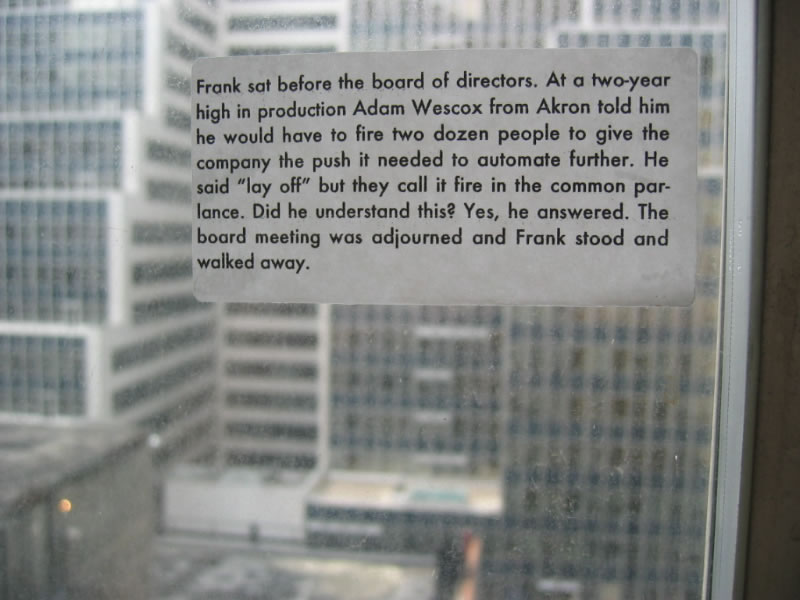 Frank sat before the board of directors. At a two-year
high in production Adam Wescox from Akron told him
he would have to fire two dozen people to give the
company the push it needed to automate further. He
said “lay off” but they call it fire in the common par-
lance. Did he understand this? Yes, he answered. The
board meeting was adjourned and Frank stood and
walked away.